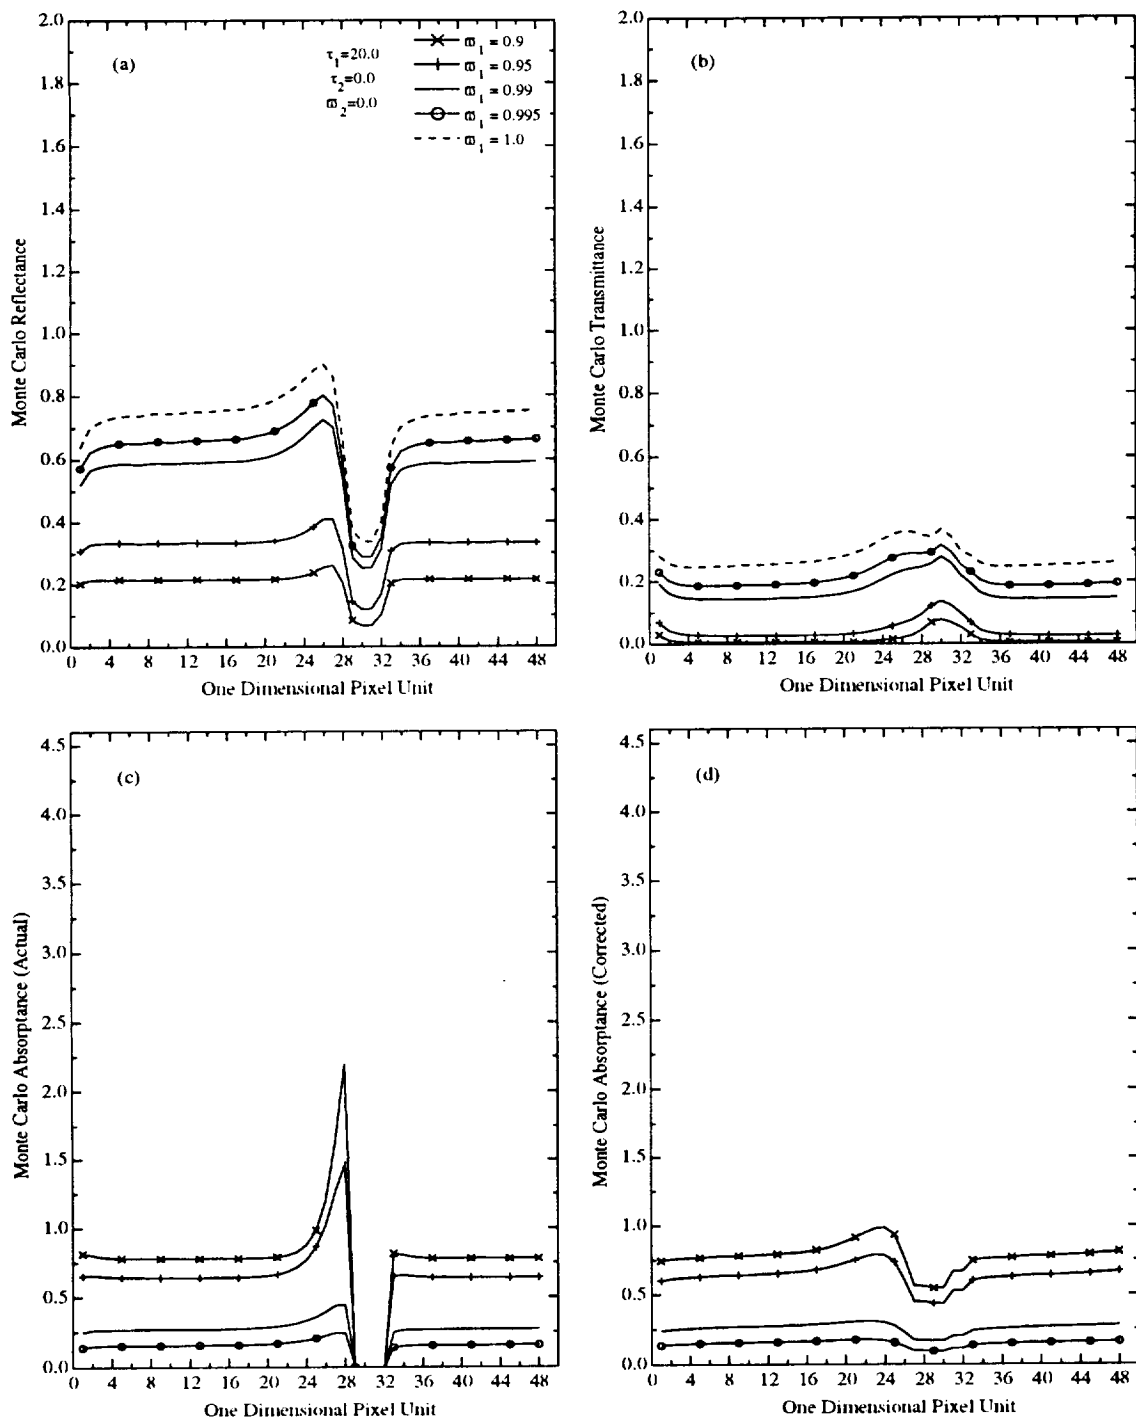 (a)
τ₁=20.0
τ₂=0.0
ϖ₂=0.0
ϖ₁ = 0.9
ϖ₁ = 0.95
ϖ₁ = 0.99
ϖ₁ = 0.995
ϖ₁ = 1.0
2.0
1.8
1.6
1.4
1.2
1.0
0.8
0.6
0.4
0.2
0.0
Monte Carlo Reflectance
0 4 8 12 16 20 24 28 32 36 40 44 48
One Dimensional Pixel Unit
(b)
2.0
1.8
1.6
1.4
1.2
1.0
0.8
0.6
0.4
0.2
0.0
Monte Carlo Transmittance
0 4 8 12 16 20 24 28 32 36 40 44 48
One Dimensional Pixel Unit
(c)
4.5
4.0
3.5
3.0
2.5
2.0
1.5
1.0
0.5
0.0
Monte Carlo Absorptance (Actual)
0 4 8 12 16 20 24 28 32 36 40 44 48
One Dimensional Pixel Unit
(d)
4.5
4.0
3.5
3.0
2.5
2.0
1.5
1.0
0.5
0.0
Monte Carlo Absorptance (Corrected)
0 4 8 12 16 20 24 28 32 36 40 44 48
One Dimensional Pixel Unit